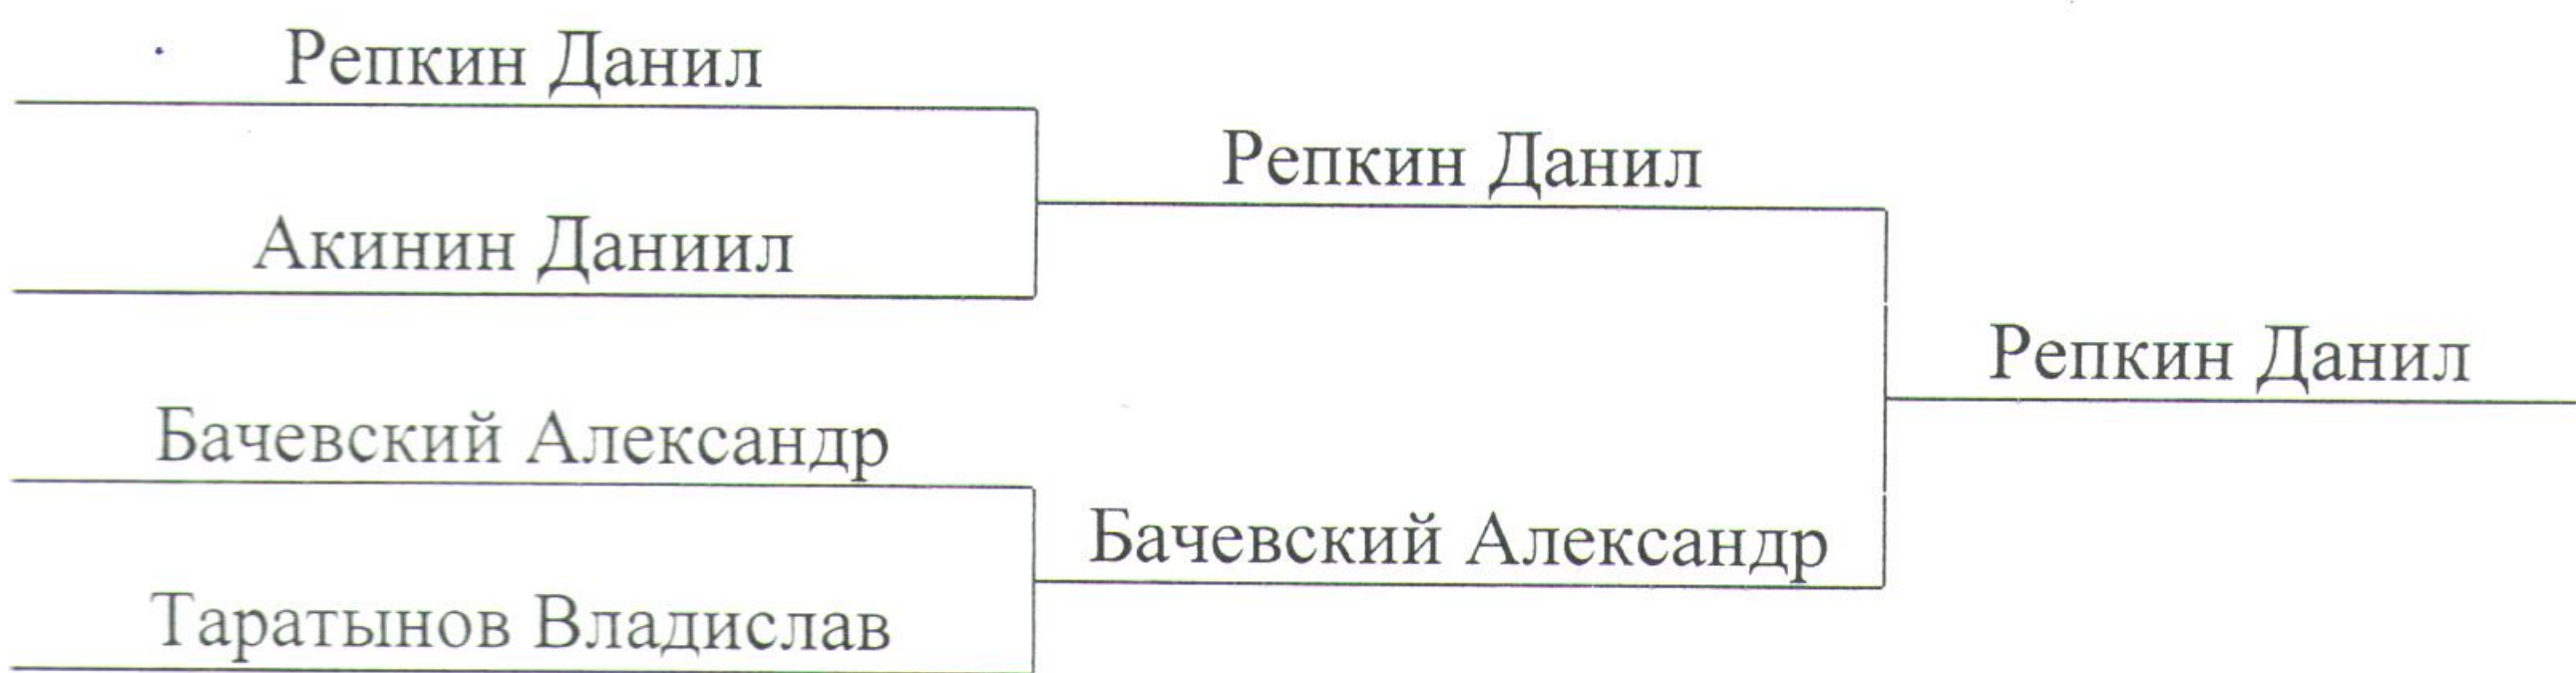 Репкин Данил
Репкин Данил
Акинин Даниил
Репкин Данил
Бачевский Александр
Бачевский Александр
Таратынов Владислав